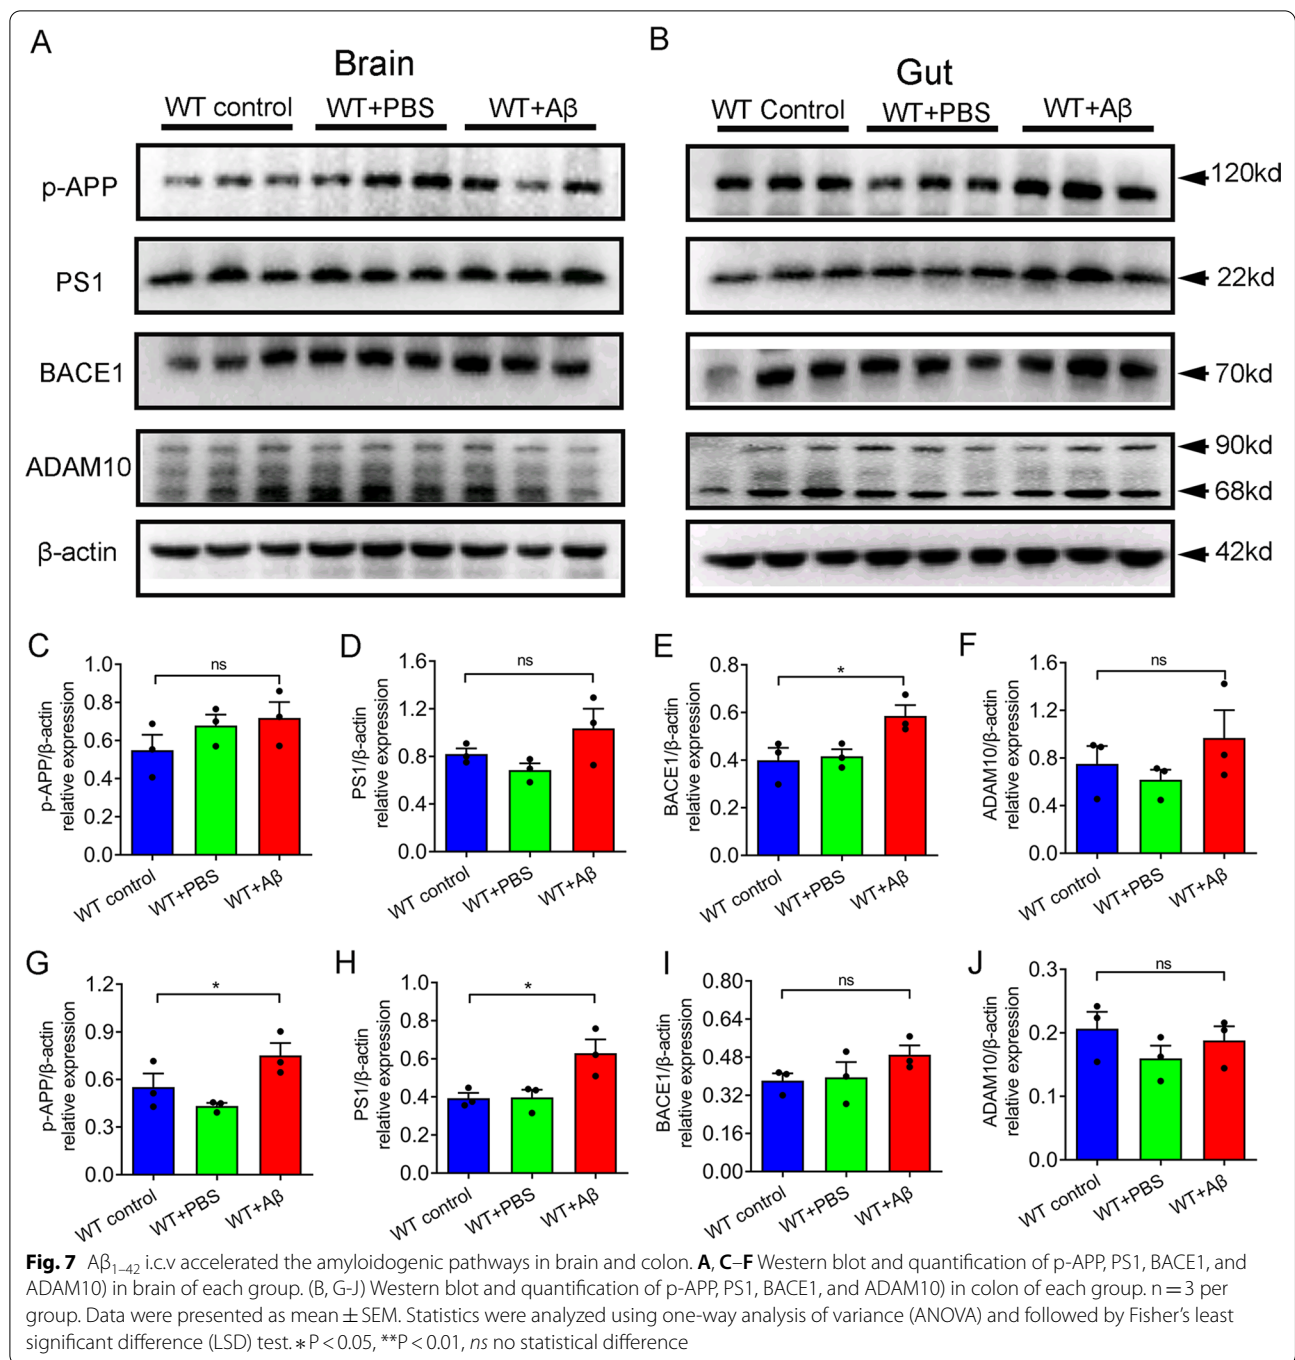 A
B
Brain
Gut
WT control
WT+PBS
WT+Aβ
WT Control
WT+PBS
WT+Aβ
p-APP
120kd
PS1
22kd
BACE1
70kd
ADAM10
90kd
68kd
β-actin
42kd
C
p-APP/β-actin
relative expression
1.0
0.8
0.6
0.4
0.2
0.0
ns
WT control
WT+PBS
WT+Aβ
D
PS1/β-actin
relative expression
1.6
1.2
0.8
0.4
0.0
ns
WT control
WT+PBS
WT+Aβ
E
BACE1/β-actin
relative expression
0.8
0.6
0.4
0.2
0.0
*
WT control
WT+PBS
WT+Aβ
F
ADAM10/β-actin
relative expression
1.6
1.2
0.8
0.4
0.0
ns
WT control
WT+PBS
WT+Aβ
G
p-APP/β-actin
relative expression
1.2
0.9
0.6
0.3
0.0
*
WT control
WT+PBS
WT+Aβ
H
PS1/β-actin
relative expression
1.0
0.8
0.6
0.4
0.2
0.0
*
WT control
WT+PBS
WT+Aβ
I
BACE1/β-actin
relative expression
0.80
0.64
0.48
0.32
0.16
0.00
ns
WT control
WT+PBS
WT+Aβ
J
ADAM10/β-actin
relative expression
0.3
0.2
0.1
0.0
ns
WT control
WT+PBS
WT+Aβ
Fig. 7 Aβ1–42 i.c.v accelerated the amyloidogenic pathways in brain and colon. A, C–F Western blot and quantification of p-APP, PS1, BACE1, and
ADAM10) in brain of each group. (B, G-J) Western blot and quantification of p-APP, PS1, BACE1, and ADAM10) in colon of each group. n = 3 per
group. Data were presented as mean ± SEM. Statistics were analyzed using one-way analysis of variance (ANOVA) and followed by Fisher's least
significant difference (LSD) test. *P < 0.05, **P < 0.01, ns no statistical difference